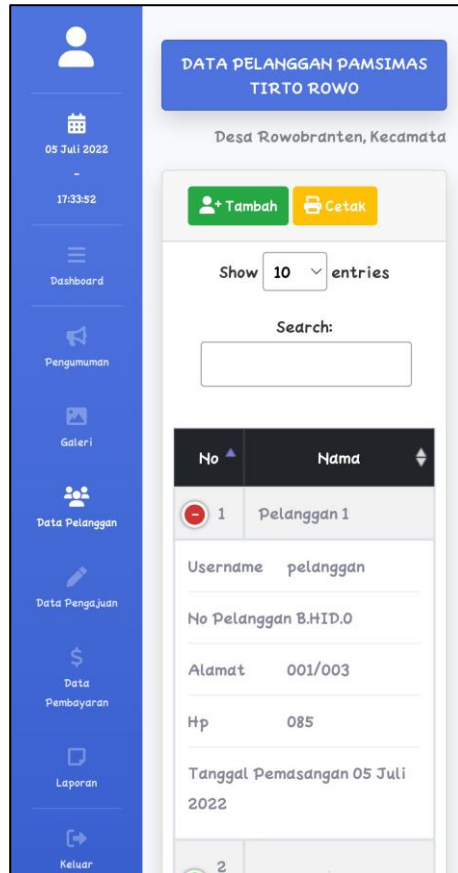 05 Juli 2022
-
17:33:52
Dashboard
Pengumuman
Galeri
Data Pelanggan
Data Pengajuan
Data
Pembayaran
Laporan
Keluar
DATA PELANGGAN PAMSIMAS
TIRTO ROWO
Desa Rowobranten, Kecamata
Tambah
Cetak
Show 10 entries
Search:
No Nama
1 Pelanggan 1
Username pelanggan
No Pelanggan B.HID.0
Alamat 001/003
Hp 085
Tanggal Pemasangan 05 Juli
2022
2